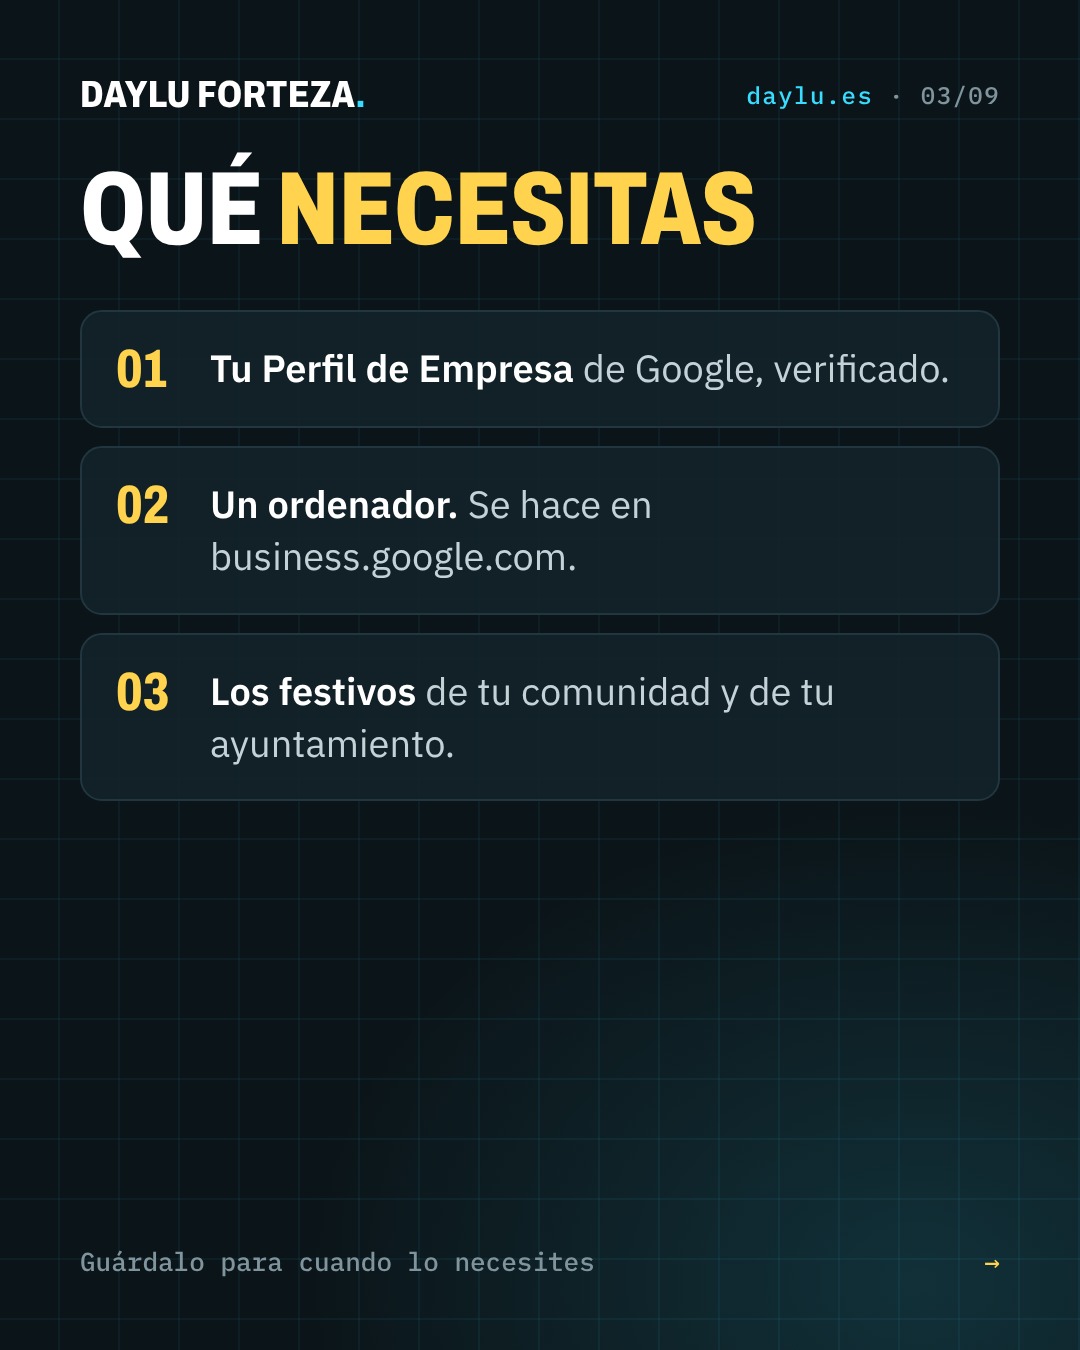 DAYLU FORTEZA.
daylu.es · 03/09
QUÉ NECESITAS
01
Tu Perfil de Empresa de Google, verificado.
02
Un ordenador. Se hace en
business.google.com.
03
Los festivos de tu comunidad y de tu
ayuntamiento.
Guárdalo para cuando lo necesites
→